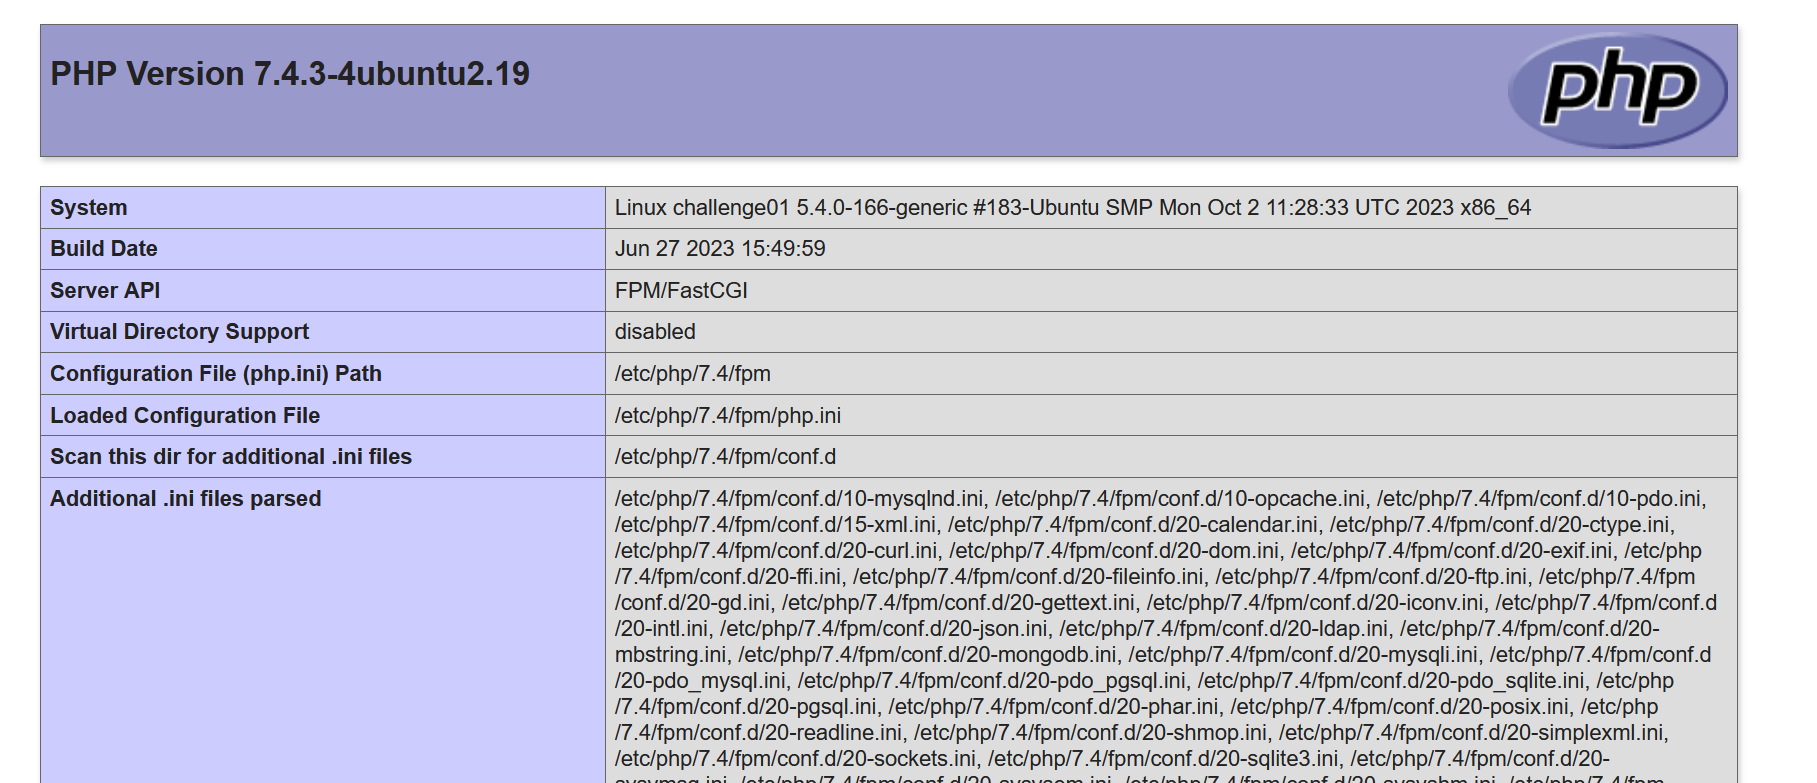 PHP Version 7.4.3-4ubuntu2.19
php
System Linux challenge01 5.4.0-166-generic #183-Ubuntu SMP Mon Oct 2 11:28:33 UTC 2023 x86_64
Build Date Jun 27 2023 15:49:59
Server API FPM/FastCGI
Virtual Directory Support disabled
Configuration File (php.ini) Path /etc/php/7.4/fpm
Loaded Configuration File /etc/php/7.4/fpm/php.ini
Scan this dir for additional .ini files /etc/php/7.4/fpm/conf.d
Additional .ini files parsed /etc/php/7.4/fpm/conf.d/10-mysqlnd.ini, /etc/php/7.4/fpm/conf.d/10-opcache.ini, /etc/php/7.4/fpm/conf.d/10-pdo.ini,
/etc/php/7.4/fpm/conf.d/15-xml.ini, /etc/php/7.4/fpm/conf.d/20-calendar.ini, /etc/php/7.4/fpm/conf.d/20-ctype.ini,
/etc/php/7.4/fpm/conf.d/20-curl.ini, /etc/php/7.4/fpm/conf.d/20-dom.ini, /etc/php/7.4/fpm/conf.d/20-exif.ini, /etc/php
/7.4/fpm/conf.d/20-ffi.ini, /etc/php/7.4/fpm/conf.d/20-fileinfo.ini, /etc/php/7.4/fpm/conf.d/20-ftp.ini, /etc/php/7.4/fpm
/conf.d/20-gd.ini, /etc/php/7.4/fpm/conf.d/20-gettext.ini, /etc/php/7.4/fpm/conf.d/20-iconv.ini, /etc/php/7.4/fpm/conf.d
/20-intl.ini, /etc/php/7.4/fpm/conf.d/20-json.ini, /etc/php/7.4/fpm/conf.d/20-ldap.ini, /etc/php/7.4/fpm/conf.d/20-
mbstring.ini, /etc/php/7.4/fpm/conf.d/20-mongodb.ini, /etc/php/7.4/fpm/conf.d/20-mysqli.ini, /etc/php/7.4/fpm/conf.d
/20-pdo_mysql.ini, /etc/php/7.4/fpm/conf.d/20-pdo_pgsql.ini, /etc/php/7.4/fpm/conf.d/20-pdo_sqlite.ini, /etc/php
/7.4/fpm/conf.d/20-pgsql.ini, /etc/php/7.4/fpm/conf.d/20-phar.ini, /etc/php/7.4/fpm/conf.d/20-posix.ini, /etc/php
/7.4/fpm/conf.d/20-readline.ini, /etc/php/7.4/fpm/conf.d/20-shmop.ini, /etc/php/7.4/fpm/conf.d/20-simplexml.ini,
/etc/php/7.4/fpm/conf.d/20-sockets.ini, /etc/php/7.4/fpm/conf.d/20-sqlite3.ini, /etc/php/7.4/fpm/conf.d/20-